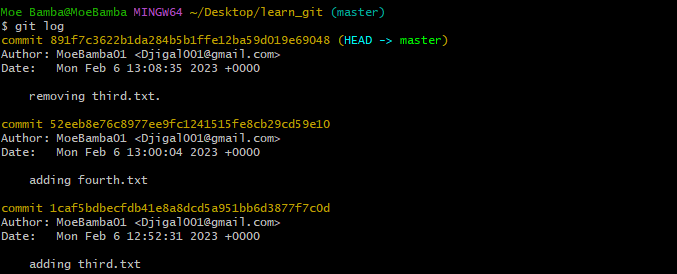 Moe Bamba@MoeBamba MINGW64 ~/Desktop/learn_git (master)
$ git log
commit 891f7c3622b1da284b5b1ffe12ba59d019e69048 (HEAD -> master)
Author: MoeBamba01 <Djigal001@gmail.com>
Date:   Mon Feb 6 13:08:35 2023 +0000
    removing third.txt.
commit 52eeb8e76c8977ee9fc1241515fe8cb29cd59e10
Author: MoeBamba01 <Djigal001@gmail.com>
Date:   Mon Feb 6 13:00:04 2023 +0000
    adding fourth.txt
commit 1caf5bdbecfdb41e8a8dcd5a951bb6d3877f7c0d
Author: MoeBamba01 <Djigal001@gmail.com>
Date:   Mon Feb 6 12:52:31 2023 +0000
    adding third.txt